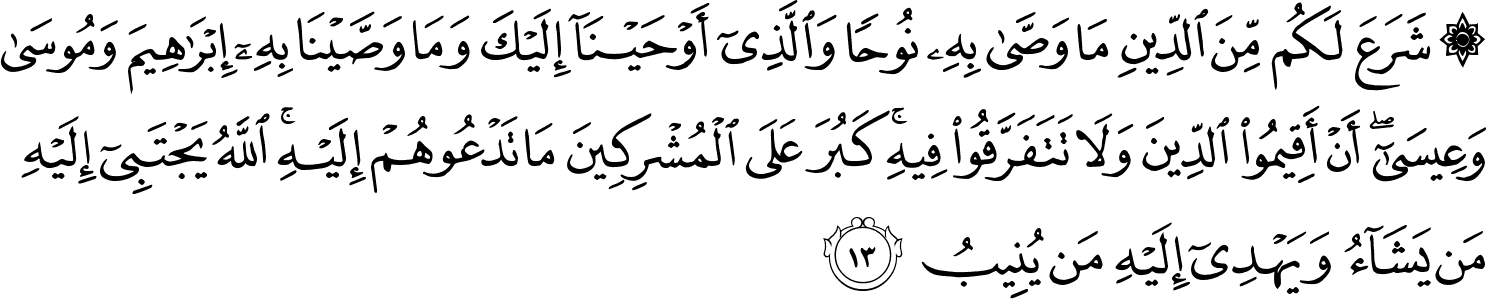 ۞ شَرَعَ لَكُم مِّنَ ٱلدِّينِ مَا وَصَّىٰ بِهِۦ نُوحًا وَٱلَّذِىٓ أَوْحَيْنَآ إِلَيْكَ وَمَا وَصَّيْنَا بِهِۦٓ إِبْرَٰهِيمَ وَمُوسَىٰ
وَعِيسَىٰٓ ۖ أَنْ أَقِيمُوا۟ ٱلدِّينَ وَلَا تَتَفَرَّقُوا۟ فِيهِ ۚ كَبُرَ عَلَى ٱلْمُشْرِكِينَ مَا تَدْعُوهُمْ إِلَيْهِ ۚ ٱللَّهُ يَجْتَبِىٓ إِلَيْهِ
مَن يَشَآءُ وَيَهْدِىٓ إِلَيْهِ مَن يُنِيبُ ١٣